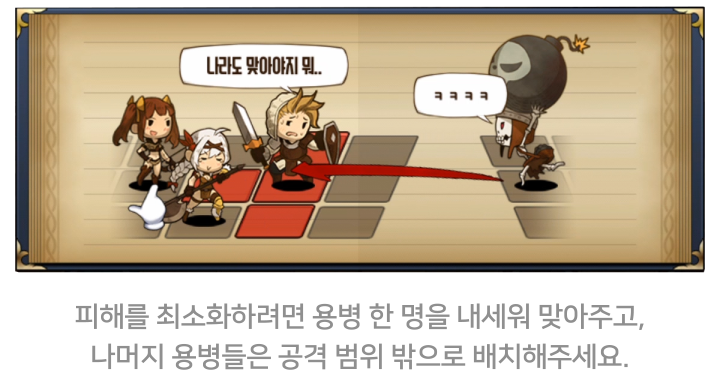 나라도 맞아야지 뭐..
ㅋㅋㅋㅋ
피해를 최소화하려면 용병 한 명을 내세워 맞아주고,
나머지 용병들은 공격 범위 밖으로 배치해주세요.